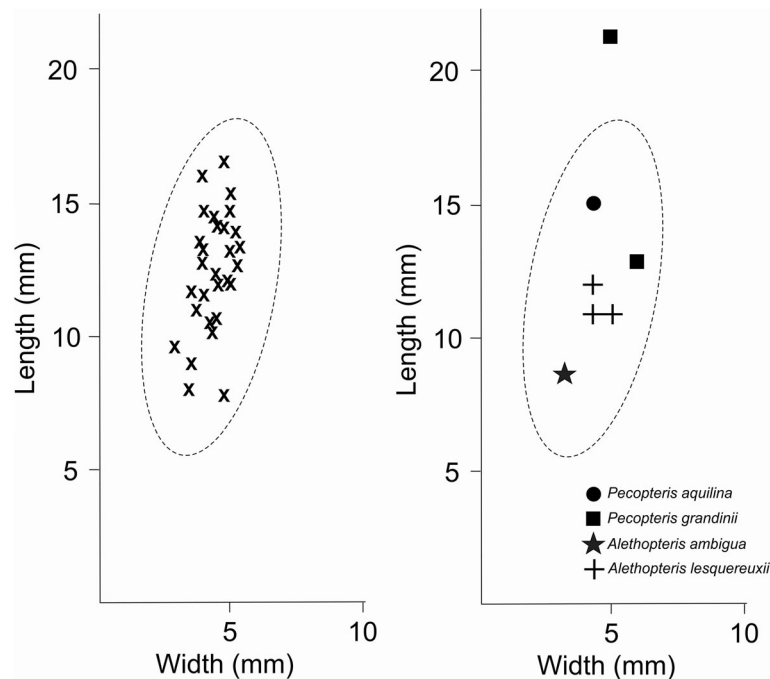 20
15
10
5
Length (mm)
5 10
Width (mm)
20
15
10
5
Length (mm)
Pecopteris aquilina
Pecopteris grandinii
Alethopteris ambigua
Alethopteris lesquereuxii
5 10
Width (mm)